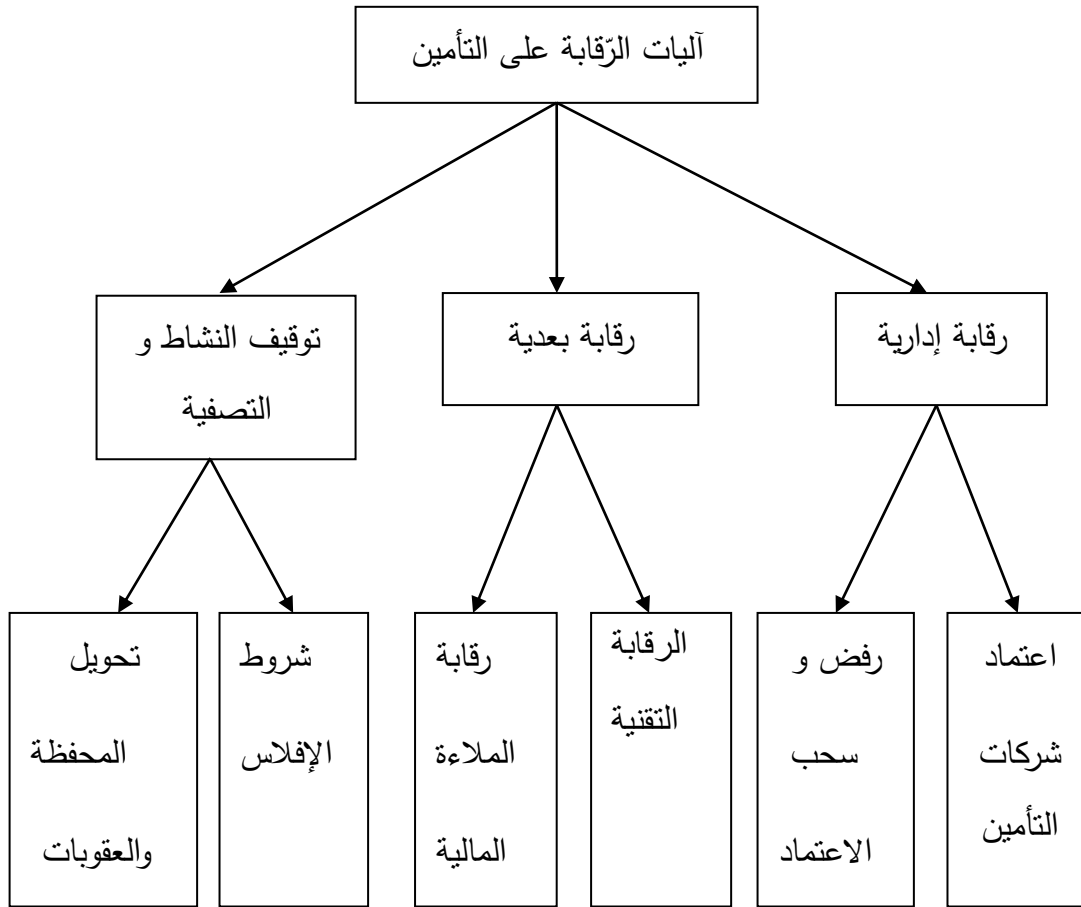 آليات الرّقابة على التأمين
رقابة إدارية
رقابة بعدية
توقيف النشاط و
التصفية
اعتماد
شركات
التأمين
رفض و
سحب
الاعتماد
الرقابة
التقنية
رقابة
الملاءة
المالية
شروط
الإفلاس
تحويل
المحفظة
والعقوبات